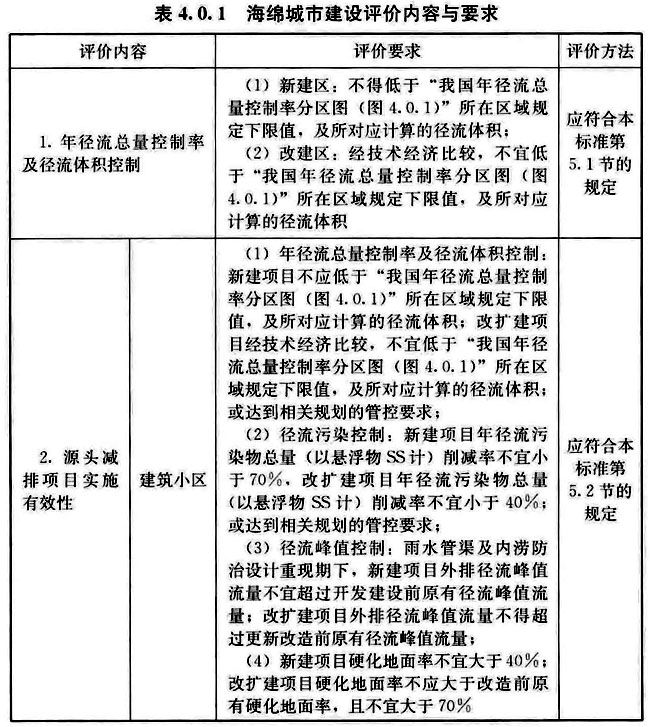 表 4.0.1 海绵城市建设评价内容与要求
评价内容
评价要求
评价方法
1. 年径流总量控制率
及径流体积控制
(1) 新建区：不得低于“我国年径流总
量控制率分区图(图 4.0.1)”所在区域规
定下限值，及所对应计算的径流体积；
(2) 改建区：经技术经济比较，不宜低
于“我国年径流总量控制率分区图(图
4.0.1)”所在区域规定下限值，及所对应
计算的径流体积
应符合本
标准第
5.1节的
规定
2. 源头减
排项目实施
有效性
建筑小区
(1) 年径流总量控制率及径流体积控制：
新建项目不应低于“我国年径流总量控制
率分区图(图 4.0.1)”所在区域规定下限
值，及所对应计算的径流体积；改扩建项
目经技术经济比较，不宜低于“我国年径
流总量控制率分区图(图 4.0.1)”所在区
域规定下限值，及所对应计算的径流体积；
或达到相关规划的管控要求；
(2) 径流污染控制：新建项目年径流污
染物总量(以悬浮物 SS 计)削减率不宜小
于 70%，改扩建项目年径流污染物总量
(以悬浮物 SS 计)削减率不宜小于 40%；
或达到相关规划的管控要求；
(3) 径流峰值控制：雨水管渠及内涝防
治设计重现期下，新建项目外排径流峰值
流量不宜超过开发建设前原有径流峰值流
量；改扩建项目外排径流峰值流量不得超
过更新改造前原有径流峰值流量；
(4) 新建项目硬化地面率不宜大于 40%；
改扩建项目硬化地面率不应大于改造前原
有硬化地面率，且不宜大于 70%
应符合本
标准第
5.2节的
规定